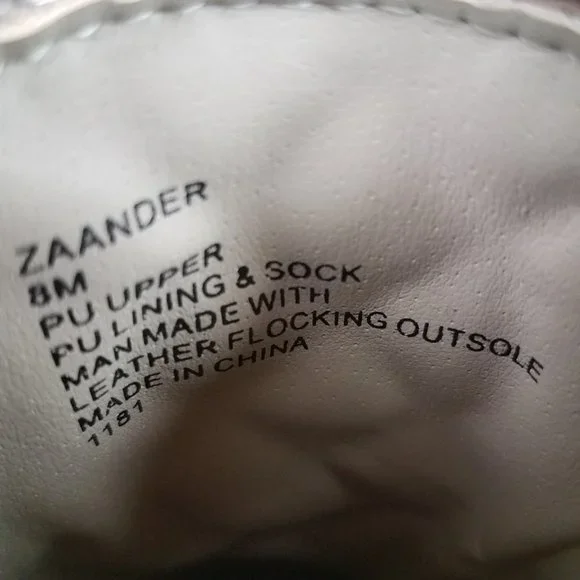 ZAANDER
8M
PU UPPER
PU LINING & SOCK
MAN MADE WITH
LEATHER FLOCKING OUTSOLE
MADE IN CHINA
1181